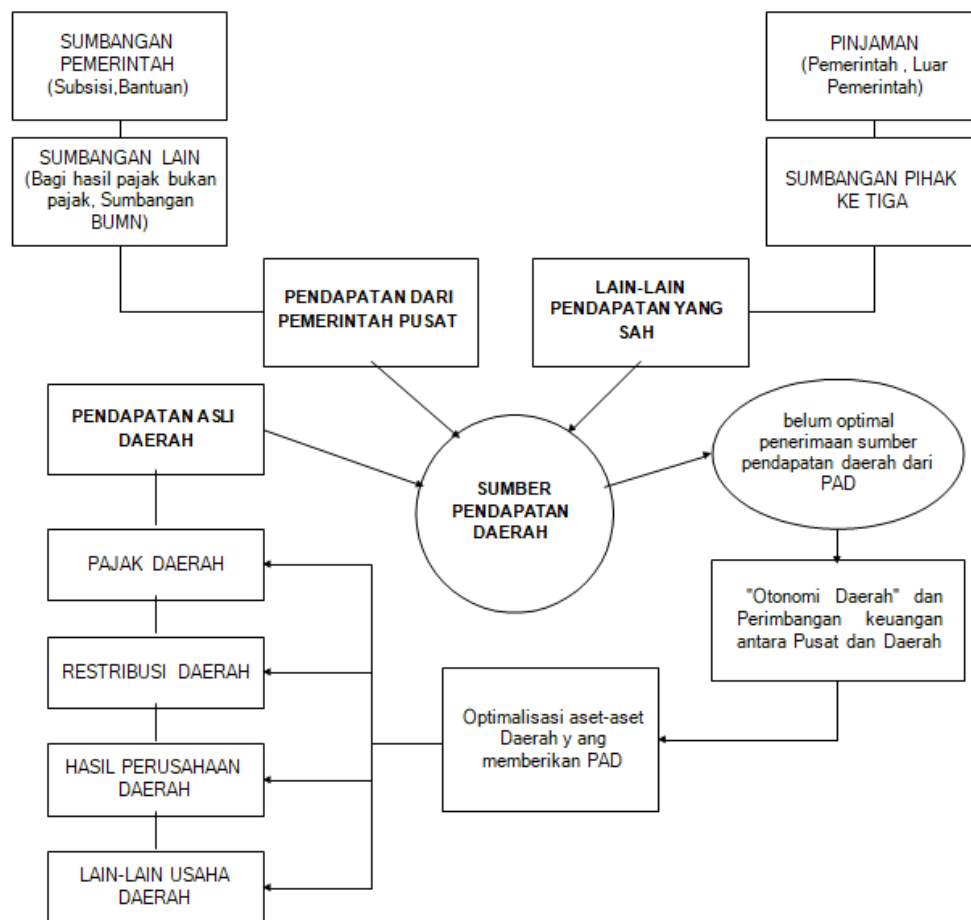 SUMBANGAN
PEMERINTAH
(Subsisi,Bantuan)
PINJAMAN
(Pemerintah , Luar
Pemerintah)
SUMBANGAN LAIN
(Bagi hasil pajak bukan
pajak, Sumbangan
BUMN)
SUMBANGAN PIHAK
KE TIGA
PENDAPATAN DARI
PEMERINTAH PUSAT
LAIN-LAIN
PENDAPATAN YANG
SAH
PENDAPATAN ASLI
DAERAH
SUMBER
PENDAPATAN
DAERAH
belum optimal
penerimaan sumber
pendapatan daerah dari
PAD
PAJAK DAERAH
"Otonomi Daerah" dan
Perimbangan keuangan
antara Pusat dan Daerah
RESTRIBUSI DAERAH
Optimalisasi aset-aset
Daerah y ang
memberikan PAD
HASIL PERUSAHAAN
DAERAH
LAIN-LAIN USAHA
DAERAH